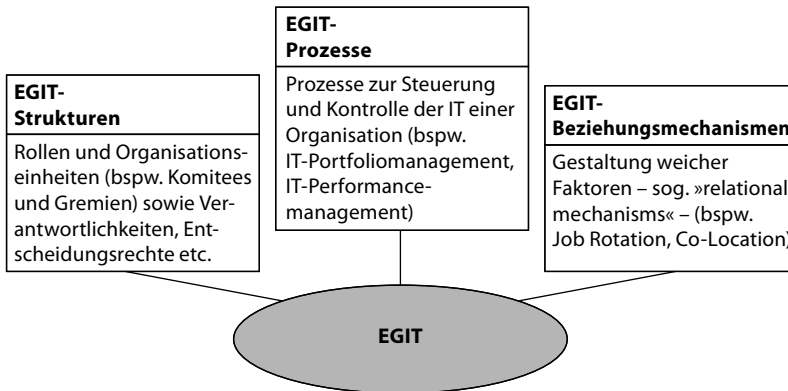 EGIT-
Strukturen
Rollen und Organisations-
einheiten (bspw. Komitees
und Gremien) sowie Ver-
antwortlichkeiten, Ent-
scheidungsrechte etc.
EGIT-
Prozesse
Prozesse zur Steuerung
und Kontrolle der IT einer
Organisation (bspw.
IT-Portfoliomanagement,
IT-Performance-
management)
EGIT-
Beziehungsmechanismen
Gestaltung weicher
Faktoren – sog. »relational
mechanisms« – (bspw.
Job Rotation, Co-Location)
EGIT